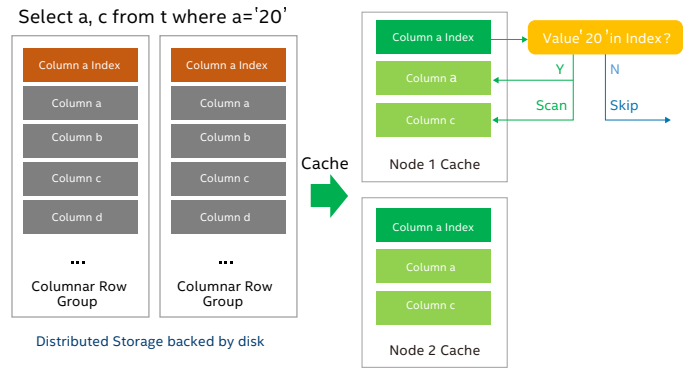 Select a, c from t where a=‘20’
Column a Index
Column a
Column b
Column c
Column d
...
Columnar Row
Group
Column a Index
Column a
Column b
Column c
Column d
...
Columnar Row
Group
Distributed Storage backed by disk
Cache
Column a Index
Column a
Column c
Node 1 Cache
Value‘20’in Index?
Y
N
Scan
Skip
Column a Index
Column a
Column c
Node 2 Cache